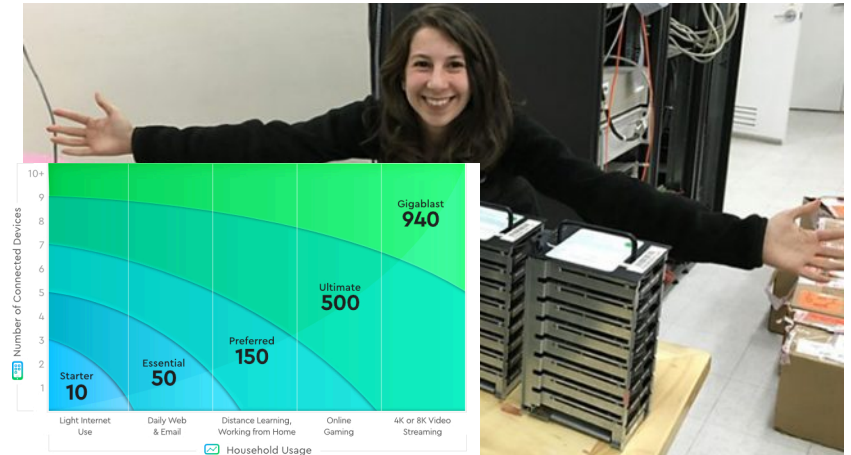 10+
9
8
7
6
5
4
3
2
1
Number of Connected Devices
Gigablast
940
Ultimate
500
Preferred
150
Essential
50
Starter
10
Light Internet
Use
Daily Web
& Email
Distance Learning,
Working from Home
Online
Gaming
4K or 8K Video
Streaming
Household Usage